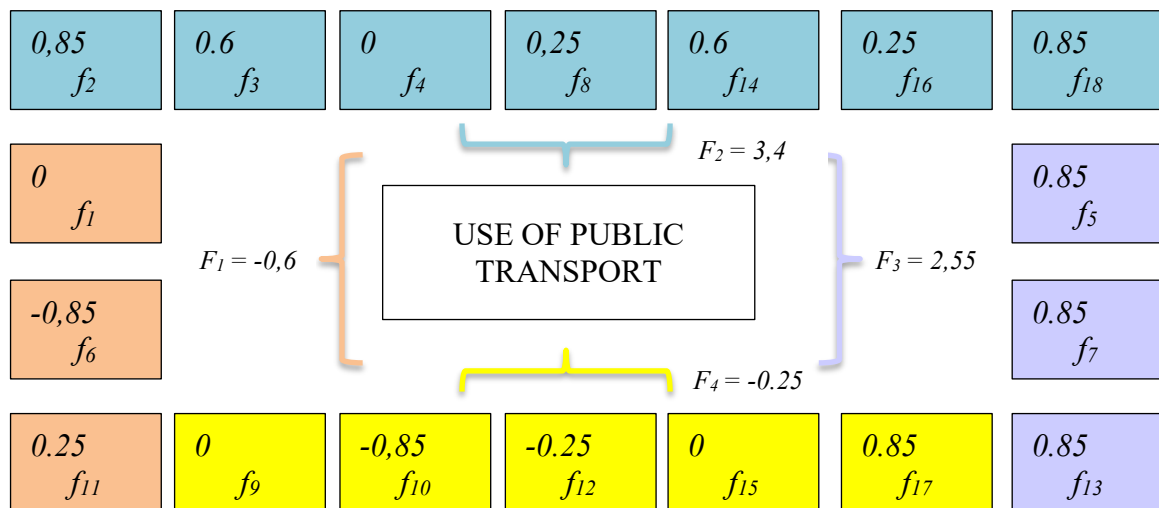 0,85 0.6 0 0,25 0.6 0.25 0.85
f2 f3 f4 f8 f14 f16 f18
F2 = 3,4
0 0.85
f1 f5
USE OF PUBLIC
TRANSPORT
F1 = -0,6 F3 = 2,55
-0,85 0.85
f6 f7
F4 = -0.25
0.25 0 -0,85 -0.25 0 0.85 0.85
f11 f9 f10 f12 f15 f17 f13